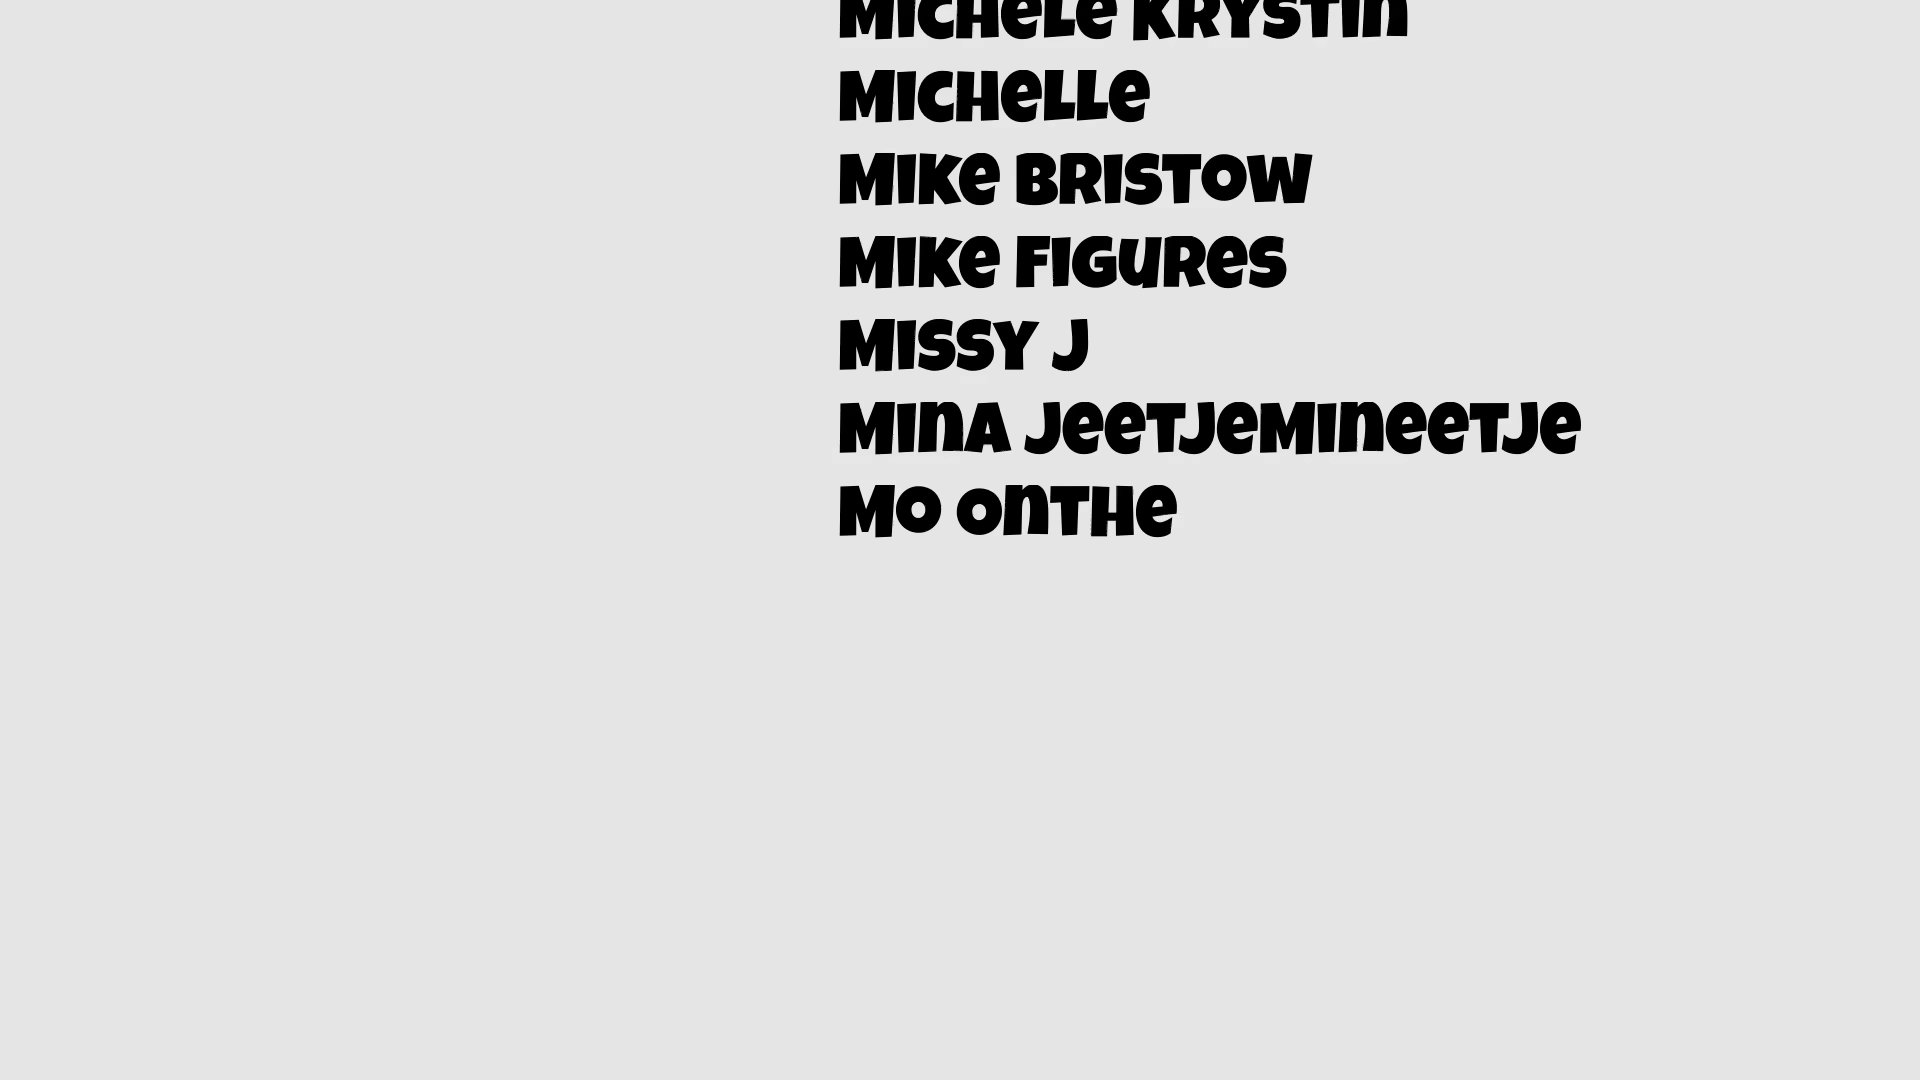 Michele Krystin
Michelle
Mike Bristow
Mike Figures
Missy J
Mina Jeetjemineetje
Mo Onthe